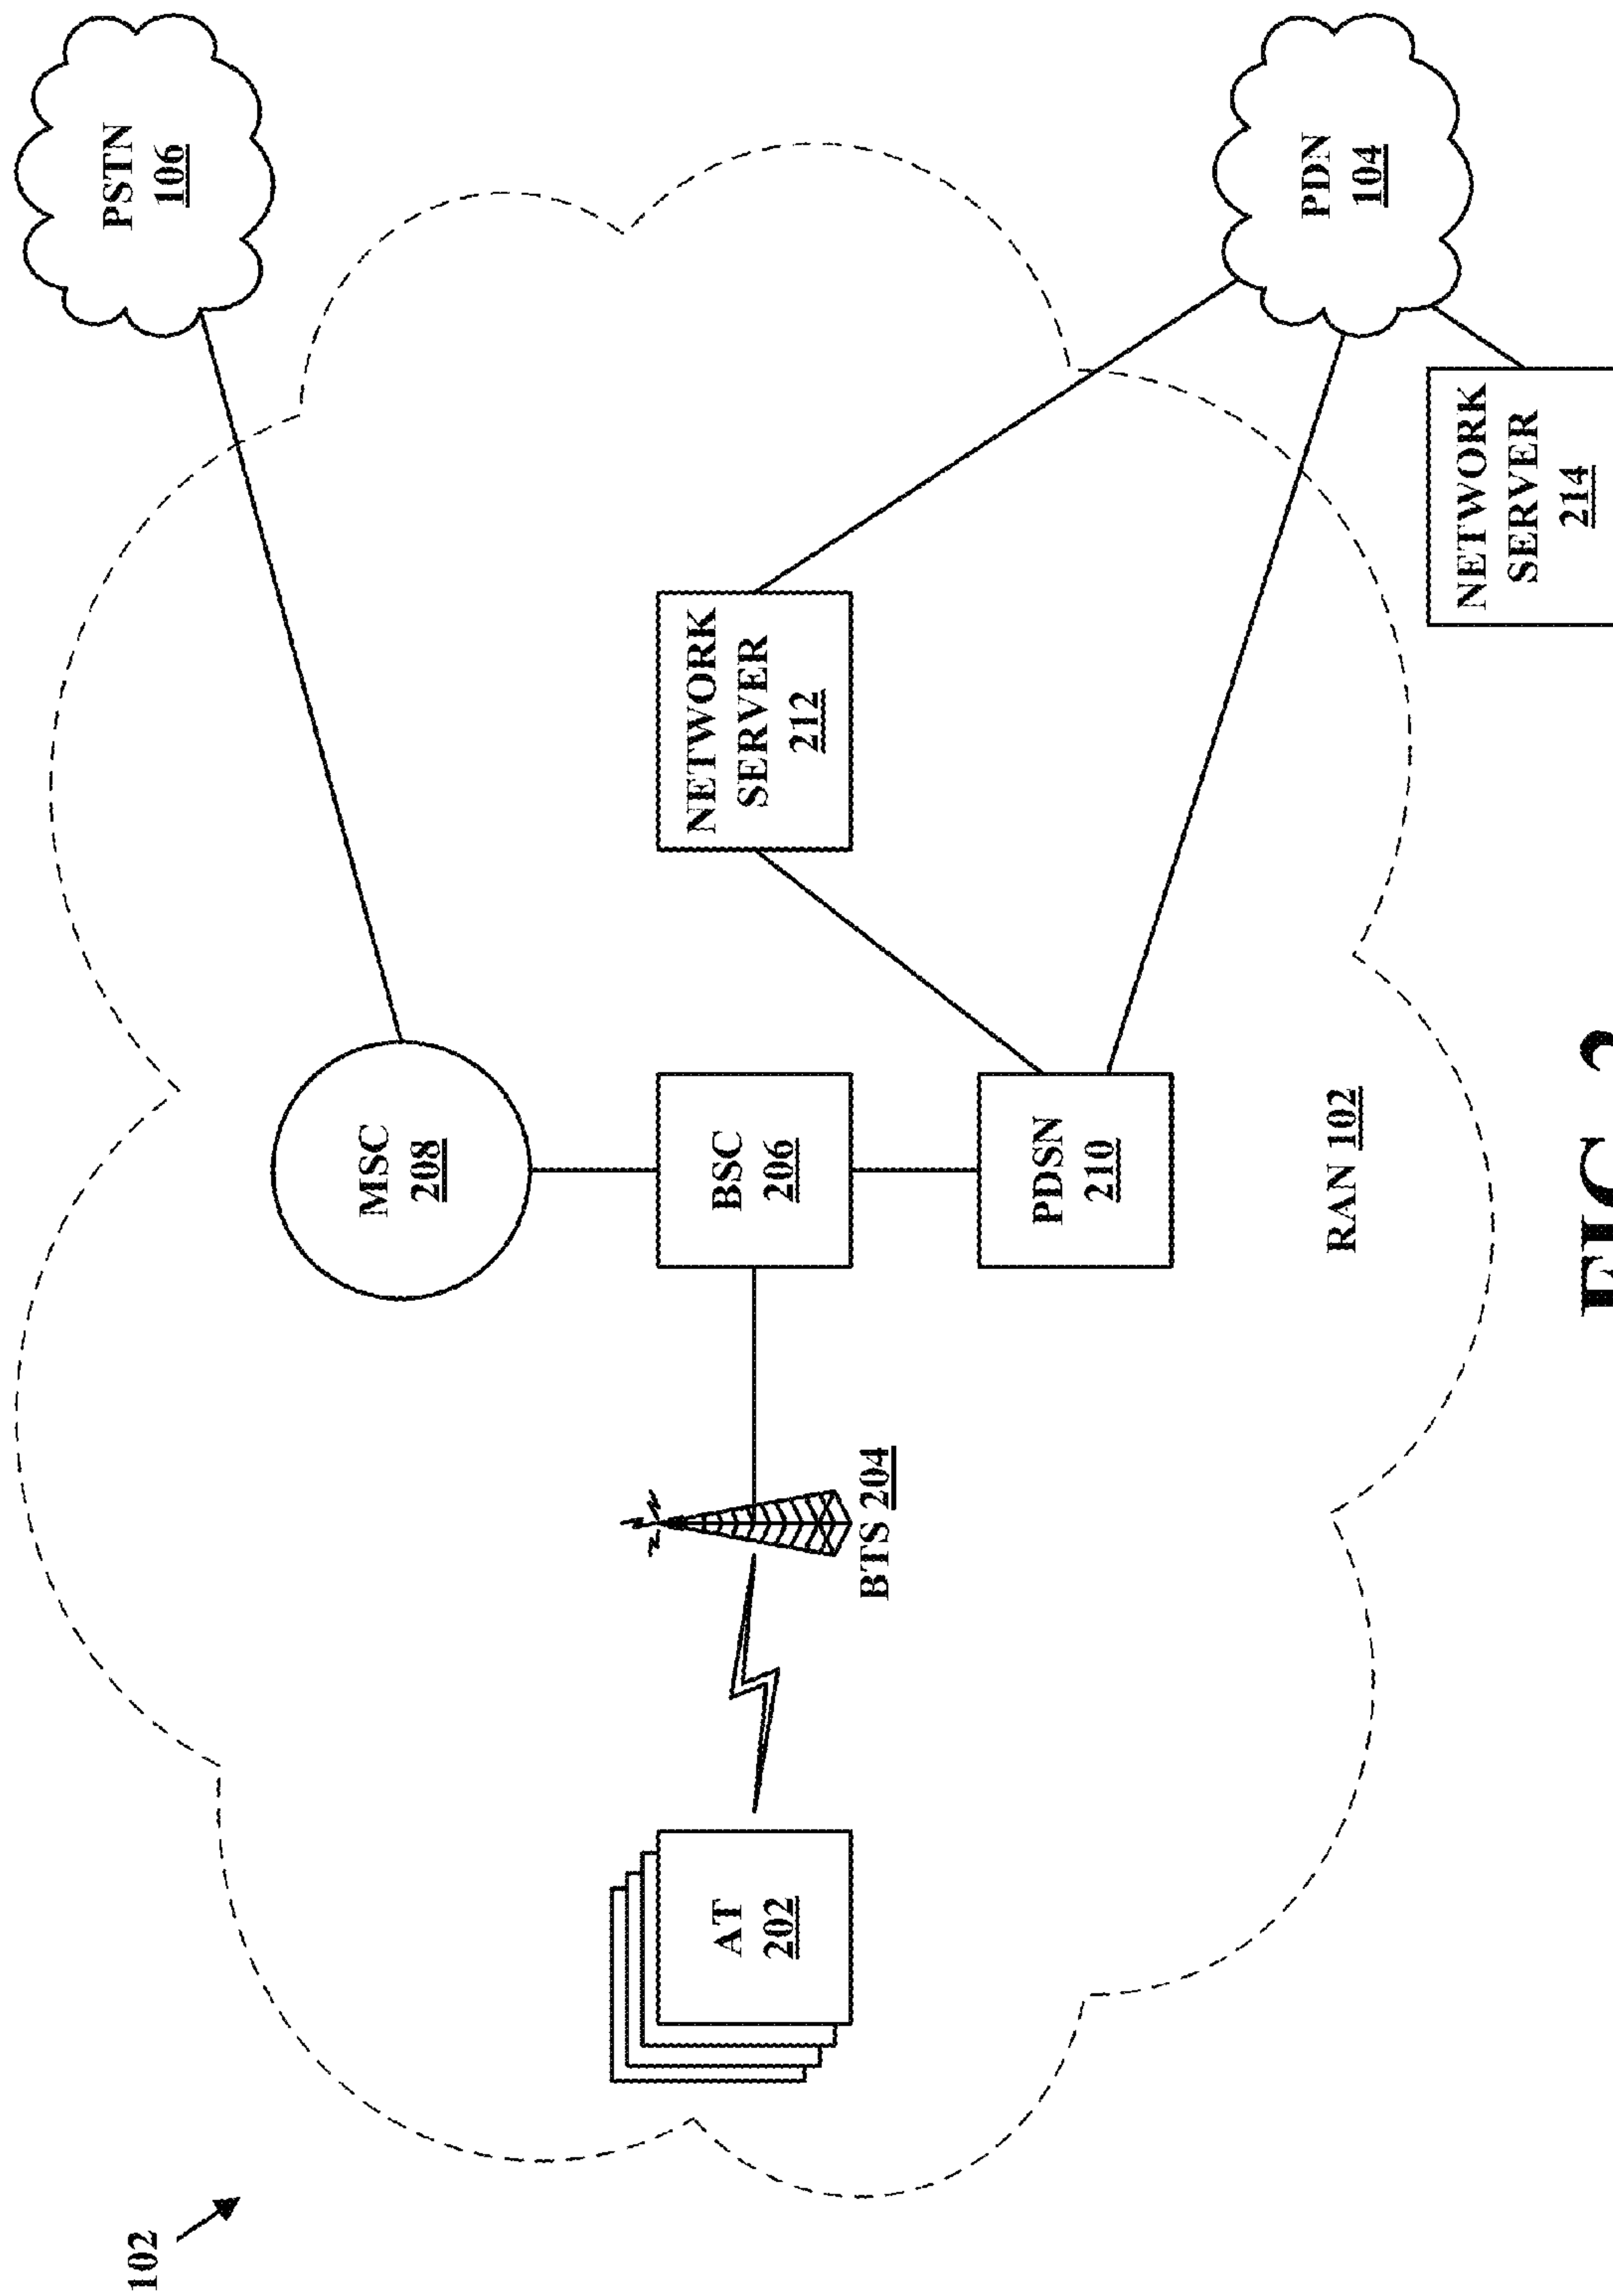 102
PSTN
106
MSC
208
AT
202
BTS 204
BSC
206
NETWORK
SERVER
212
PDSN
210
PDN
104
RAN 102
NETWORK
SERVER
214
FIG